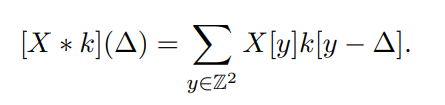 [X ∗ k](Δ) = ∑_{y∈ℤ²} X[y]k[y − Δ].